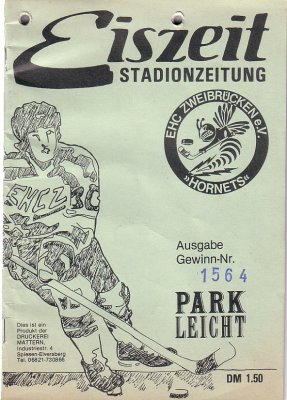 Eiszeit
STADIONZEITUNG
EHC ZWEIBRÜCKEN e.V.
"HORNETS"
EHCZ
Ausgabe
Gewinn-Nr.
1564
PARK
LEICHT
Dies ist ein
Produkt der
DRUCKEREI
MATTERN,
Industriestr. 4
Spiesen-Elversberg
Tel. 06821-730866
DM 1.50